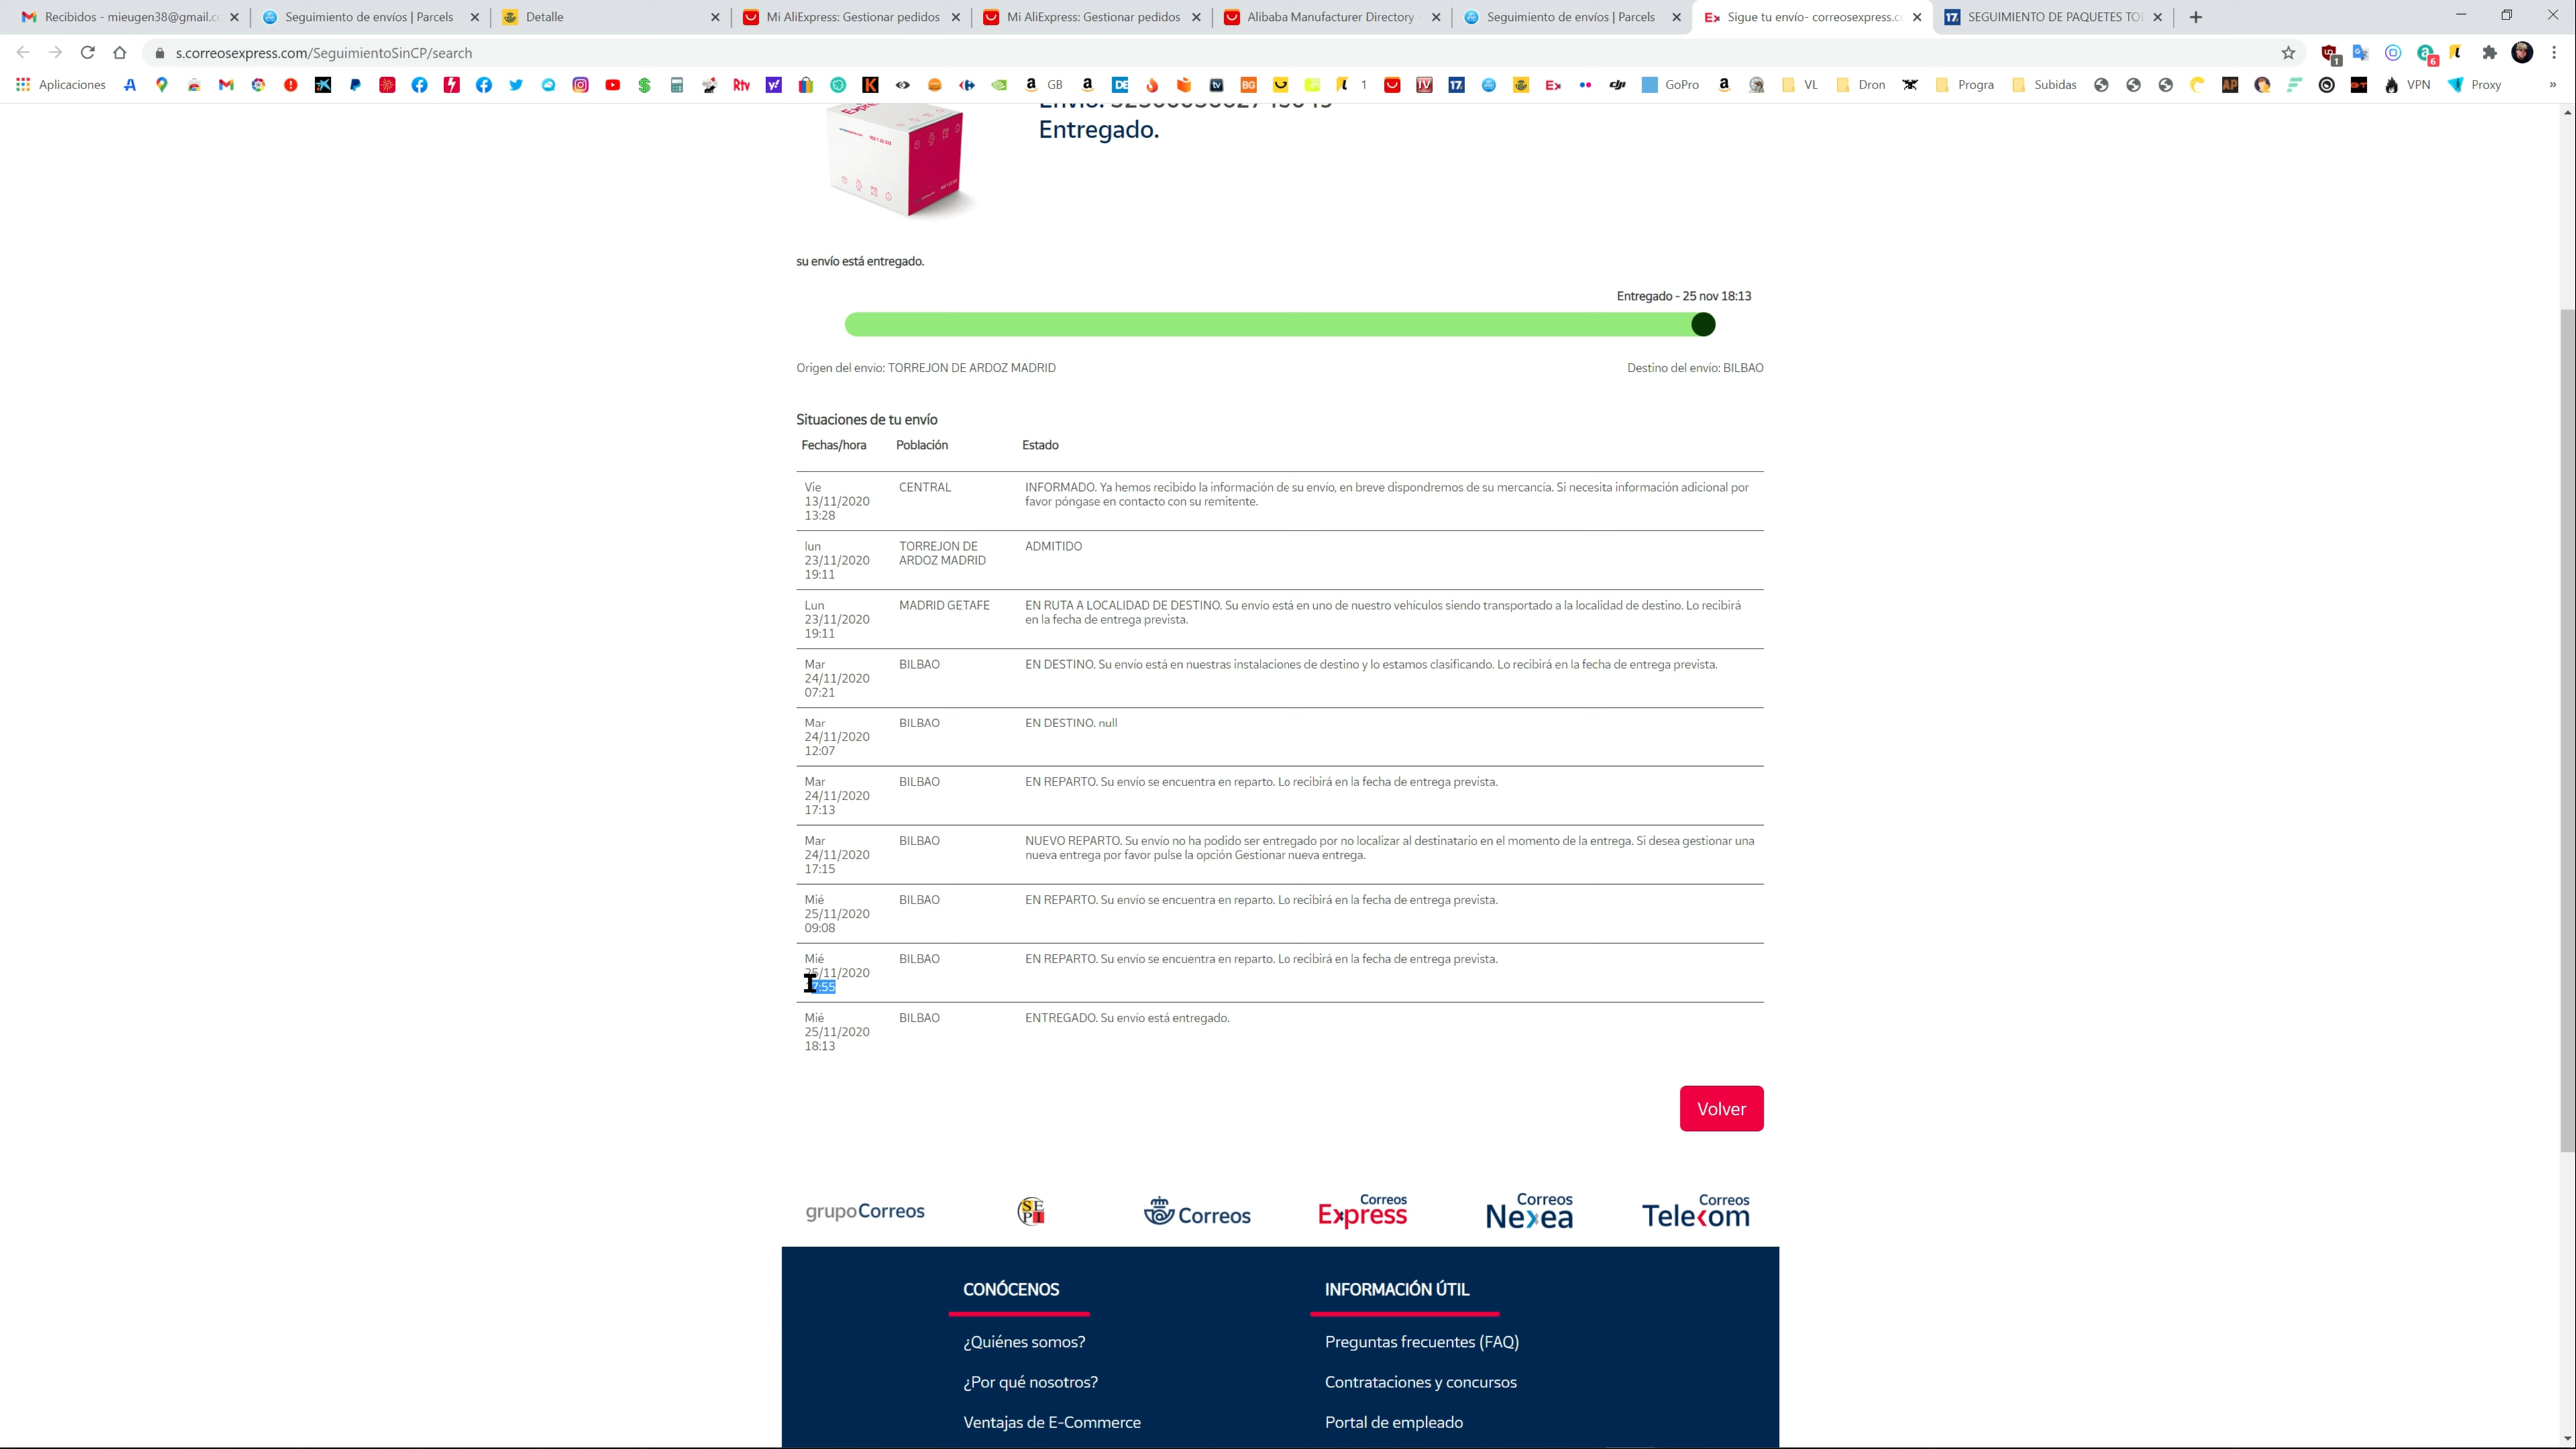 Recibidos - mieugen38@gmail.c
Seguimiento de envíos | Parcels
Detalle
Mi AliExpress: Gestionar pedidos
Mi AliExpress: Gestionar pedidos
Alibaba Manufacturer Directory
Seguimiento de envíos | Parcels
Sigue tu envío- correosexpress.c
SEGUIMIENTO DE PAQUETES TO
s.correosexpress.com/SeguimientoSinCP/search
Aplicaciones
GB
1
GoPro
VL
Dron
Progra
Subidas
VPN
Proxy
Entregado.
su envío está entregado.
Entregado - 25 nov 18:13
Origen del envio: TORREJON DE ARDOZ MADRID
Destino del envio: BILBAO
Situaciones de tu envío
Fechas/hora Población Estado
Vie
13/11/2020
13:28
CENTRAL
INFORMADO. Ya hemos recibido la información de su envío, en breve dispondremos de su mercancía. Si necesita información adicional por
favor póngase en contacto con su remitente.
lun
23/11/2020
19:11
TORREJON DE
ARDOZ MADRID
ADMITIDO
Lun
23/11/2020
19:11
MADRID GETAFE
EN RUTA A LOCALIDAD DE DESTINO. Su envío está en uno de nuestro vehículos siendo transportado a la localidad de destino. Lo recibirá
en la fecha de entrega prevista.
Mar
24/11/2020
07:21
BILBAO
EN DESTINO. Su envío está en nuestras instalaciones de destino y lo estamos clasificando. Lo recibirá en la fecha de entrega prevista.
Mar
24/11/2020
12:07
BILBAO
EN DESTINO. null
Mar
24/11/2020
17:13
BILBAO
EN REPARTO. Su envío se encuentra en reparto. Lo recibirá en la fecha de entrega prevista.
Mar
24/11/2020
17:15
BILBAO
NUEVO REPARTO. Su envío no ha podido ser entregado por no localizar al destinatario en el momento de la entrega. Si desea gestionar una
nueva entrega por favor pulse la opción Gestionar nueva entrega.
Mié
25/11/2020
09:08
BILBAO
EN REPARTO. Su envío se encuentra en reparto. Lo recibirá en la fecha de entrega prevista.
Mié
25/11/2020
7:55
BILBAO
EN REPARTO. Su envío se encuentra en reparto. Lo recibirá en la fecha de entrega prevista.
Mié
25/11/2020
18:13
BILBAO
ENTREGADO. Su envío está entregado.
Volver
grupoCorreos
SEPI
Correos
Correos
Express
Correos
Nexea
Correos
Telecom
CONÓCENOS
INFORMACIÓN ÚTIL
¿Quiénes somos?
Preguntas frecuentes (FAQ)
¿Por qué nosotros?
Contrataciones y concursos
Ventajas de E-Commerce
Portal de empleado